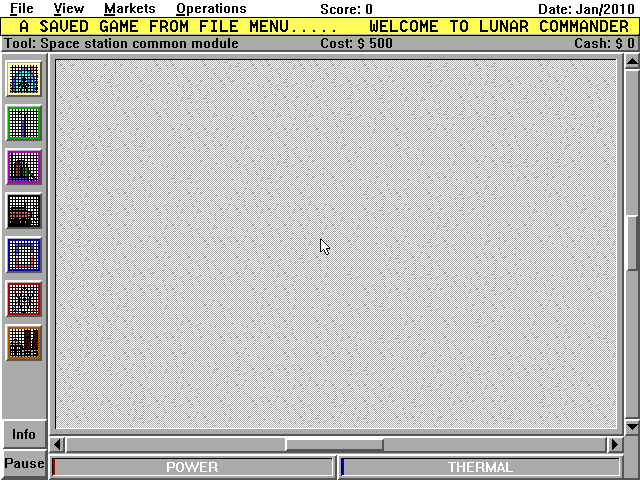 File View Markets Operations Score: 0 Date: Jan/2010
A SAVED GAME FROM FILE MENU..... WELCOME TO LUNAR COMMANDER
Tool: Space station common module Cost: $ 500 Cash: $ 0
Info
Pause
POWER THERMAL